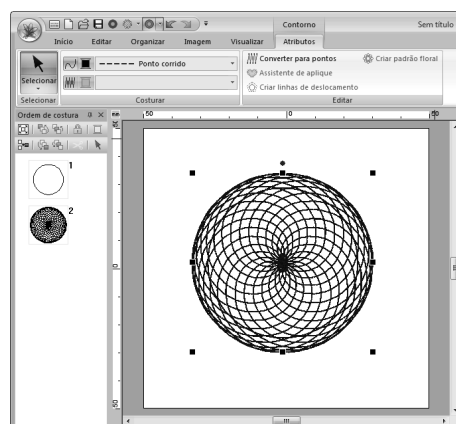 Contorno
Sem título
Início Editar Organizar Imagem Visualizar Atributos
Selecionar
Ponto corrido
Converter para pontos
Criar padrão floral
Assistente de aplique
Criar linhas de deslocamento
Selecionar Costurar Editar
Ordem de costura
mm 50 0 50
1
2
0
50